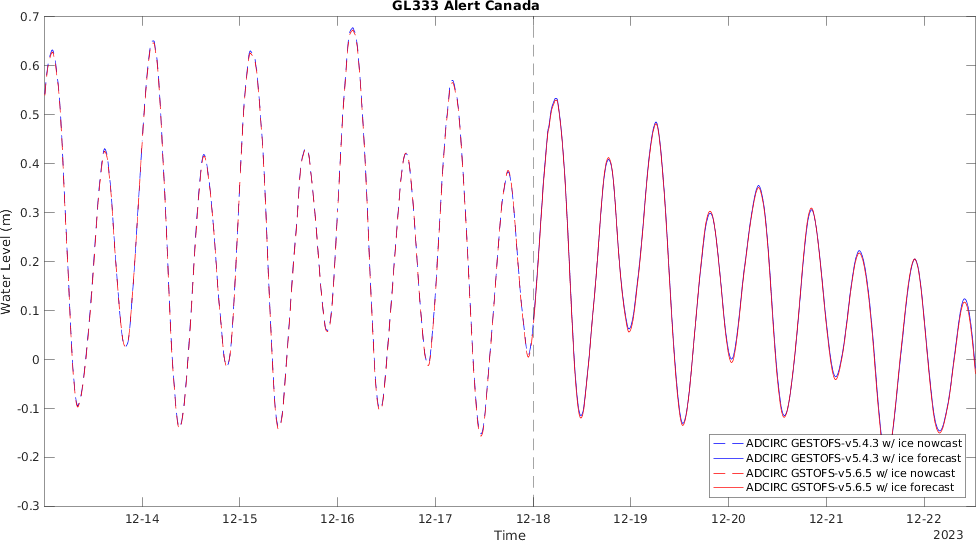 GL333 Alert Canada
0.7
0.6
0.5
0.4
0.3
0.2
0.1
0
-0.1
-0.2
-0.3
Water Level (m)
ADCIRC GESTOFS-v5.4.3 w/ ice nowcast
ADCIRC GESTOFS-v5.4.3 w/ ice forecast
ADCIRC GSTOFS-v5.6.5 w/ ice nowcast
ADCIRC GSTOFS-v5.6.5 w/ ice forecast
12-14 12-15 12-16 12-17 12-18 12-19 12-20 12-21 12-22
Time
2023